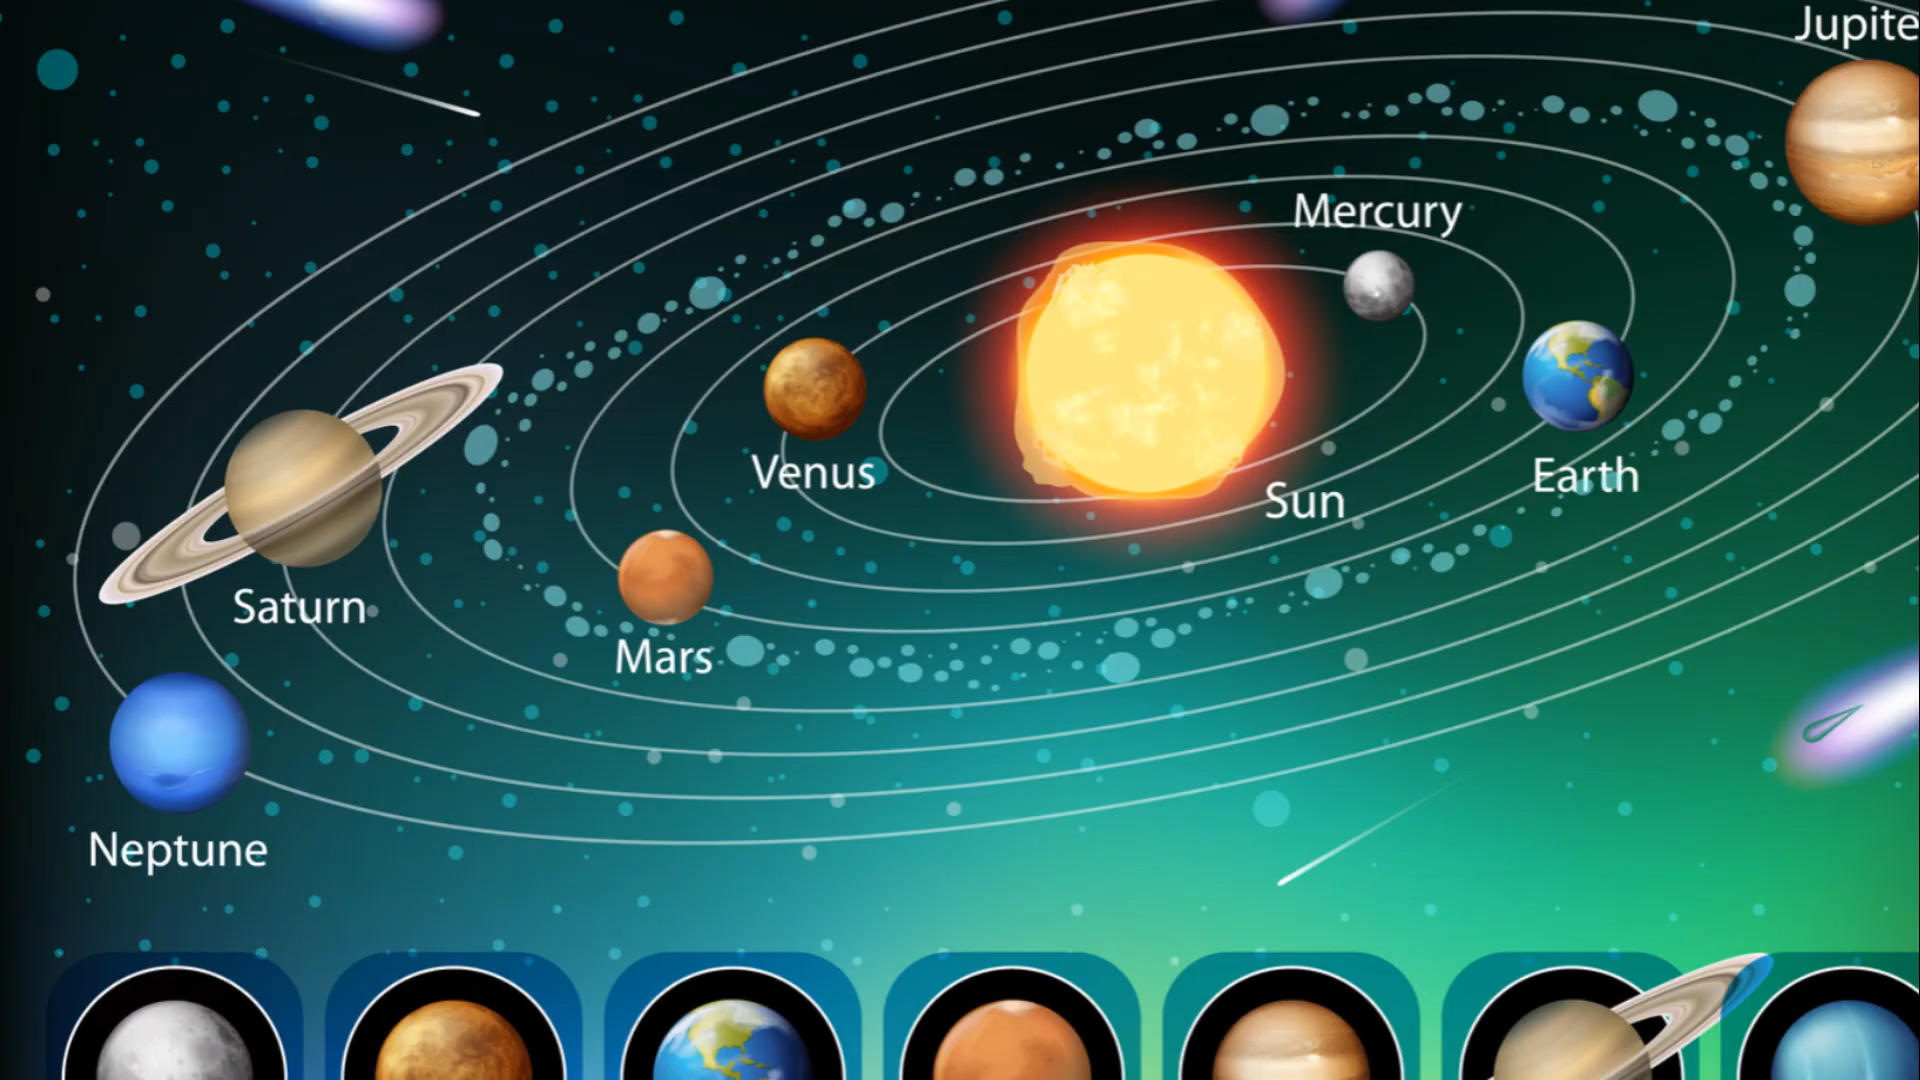 Jupite
Mercury
Venus
Earth
Sun
Saturn
Mars
Neptune